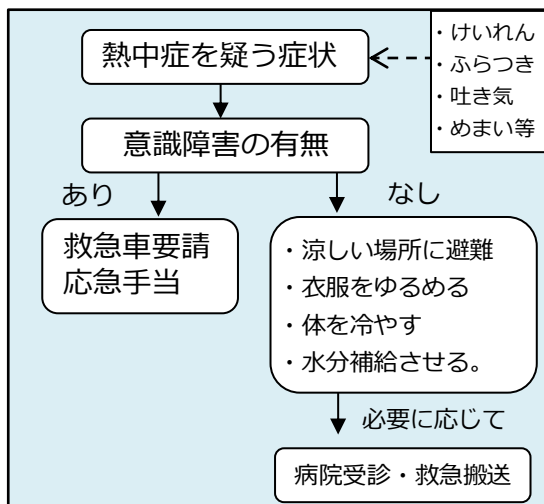 熱中症を疑う症状
・けいれん
・ふらつき
・吐き気
・めまい等
意識障害の有無
あり
なし
救急車要請
応急手当
・涼しい場所に避難
・衣服をゆるめる
・体を冷やす
・水分補給させる。
必要に応じて
病院受診・救急搬送